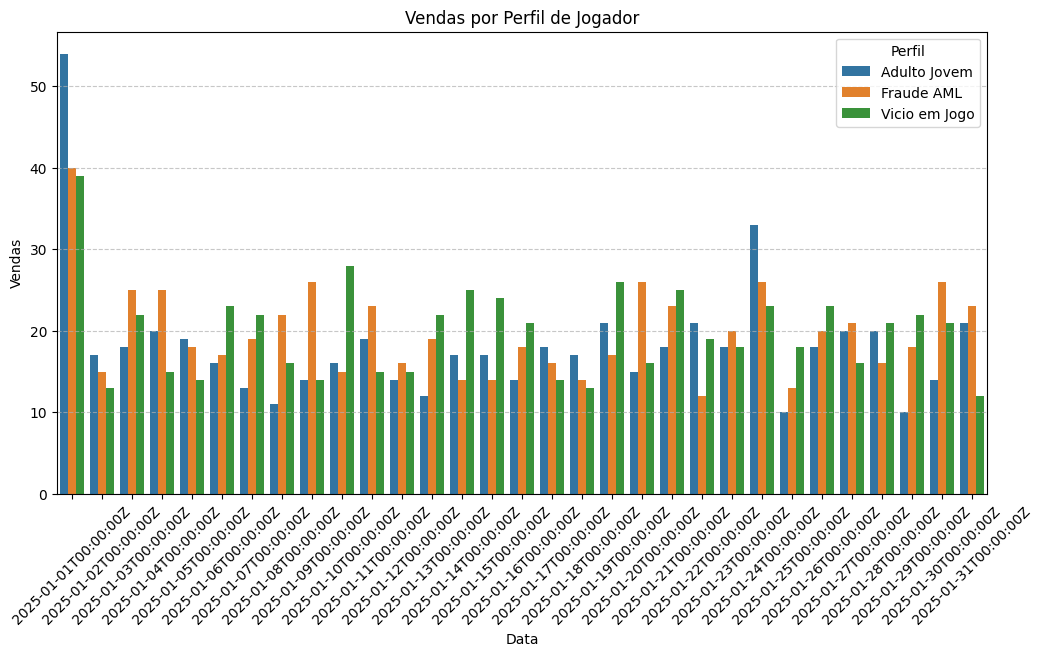 Vendas por Perfil de Jogador
Perfil
Adulto Jovem
Fraude AML
Vicio em Jogo
Vendas
50
40
30
20
10
0
2025-01-01T00:00:00Z
2025-01-02T00:00:00Z
2025-01-03T00:00:00Z
2025-01-04T00:00:00Z
2025-01-05T00:00:00Z
2025-01-06T00:00:00Z
2025-01-07T00:00:00Z
2025-01-08T00:00:00Z
2025-01-09T00:00:00Z
2025-01-10T00:00:00Z
2025-01-11T00:00:00Z
2025-01-12T00:00:00Z
2025-01-13T00:00:00Z
2025-01-14T00:00:00Z
2025-01-15T00:00:00Z
2025-01-16T00:00:00Z
2025-01-17T00:00:00Z
2025-01-18T00:00:00Z
2025-01-19T00:00:00Z
2025-01-20T00:00:00Z
2025-01-21T00:00:00Z
2025-01-22T00:00:00Z
2025-01-23T00:00:00Z
2025-01-24T00:00:00Z
2025-01-25T00:00:00Z
2025-01-26T00:00:00Z
2025-01-27T00:00:00Z
2025-01-28T00:00:00Z
2025-01-29T00:00:00Z
2025-01-30T00:00:00Z
2025-01-31T00:00:00Z
Data